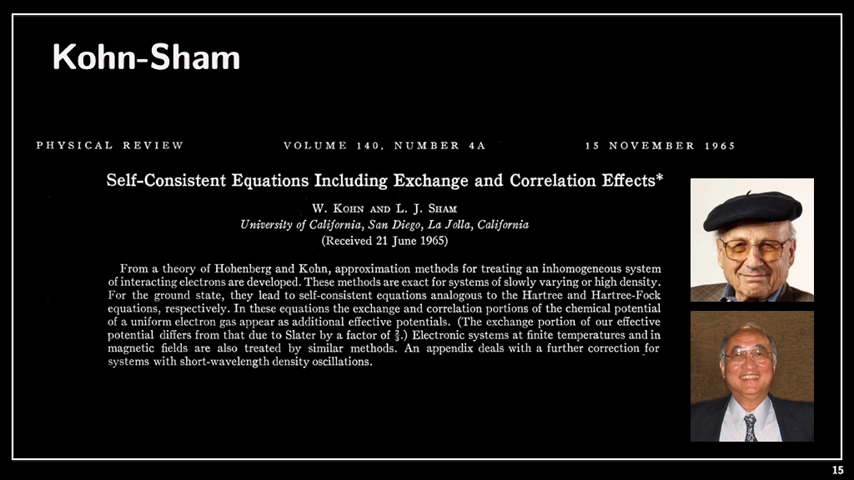 Kohn-Sham
PHYSICAL REVIEW VOLUME 140, NUMBER 4A 15 NOVEMBER 1965
Self-Consistent Equations Including Exchange and Correlation Effects*
W. KOHN AND L. J. SHAM
University of California, San Diego, La Jolla, California
(Received 21 June 1965)
From a theory of Hohenberg and Kohn, approximation methods for treating an inhomogeneous system
of interacting electrons are developed. These methods are exact for systems of slowly varying or high density.
For the ground state, they lead to self-consistent equations analogous to the Hartree and Hartree-Fock
equations, respectively. In these equations the exchange and correlation portions of the chemical potential
of a uniform electron gas appear as additional effective potentials. (The exchange portion of our effective
potential differs from that due to Slater by a factor of ⅔.) Electronic systems at finite temperatures and in
magnetic fields are also treated by similar methods. An appendix deals with a further correction for
systems with short-wavelength density oscillations.
15